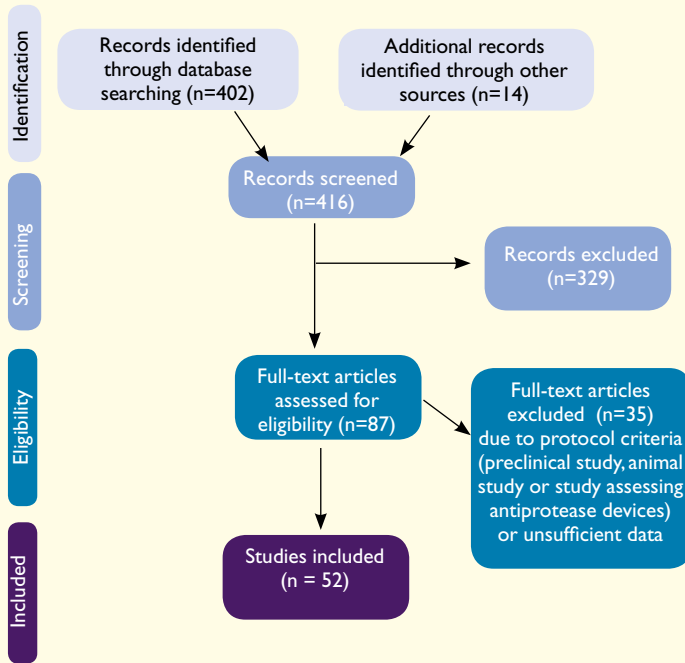 Identification
Records identified
through database
searching (n=402)
Additional records
identified through other
sources (n=14)
Screening
Records screened
(n=416)
Records excluded
(n=329)
Eligibility
Full-text articles
assessed for
eligibility (n=87)
Full-text articles
excluded (n=35)
due to protocol criteria
(preclinical study, animal
study or study assessing
antiprotease devices)
or unsufficient data
Included
Studies included
(n = 52)